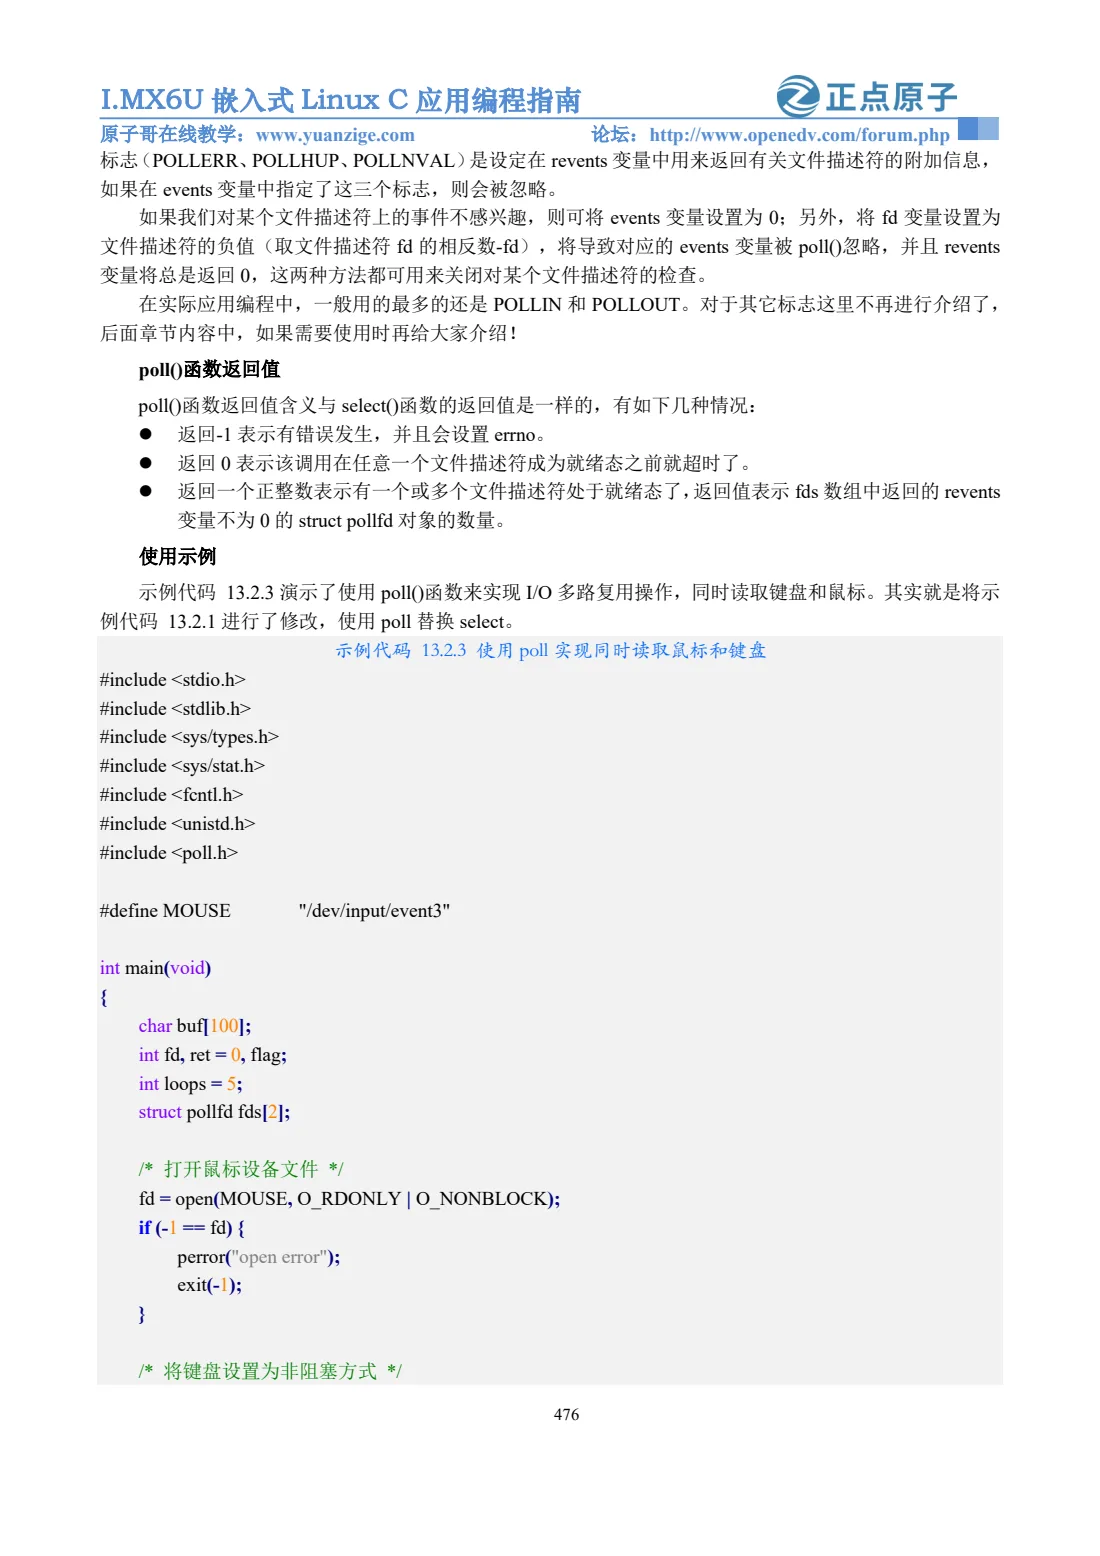 I.MX6U 嵌入式 Linux C 应用编程指南
正点原子
原子哥在线教学：www.yuanzige.com 论坛：http://www.openedv.com/forum.php
标志（POLLERR、POLLHUP、POLLNVAL）是设定在 revents 变量中用来返回有关文件描述符的附加信息，
如果在 events 变量中指定了这三个标志，则会被忽略。
如果我们对某个文件描述符上的事件不感兴趣，则可将 events 变量设置为 0；另外，将 fd 变量设置为
文件描述符的负值（取文件描述符 fd 的相反数-fd），将导致对应的 events 变量被 poll()忽略，并且 revents
变量将总是返回 0，这两种方法都可用来关闭对某个文件描述符的检查。
在实际应用编程中，一般用的最多的还是 POLLIN 和 POLLOUT。对于其它标志这里不再进行介绍了，
后面章节内容中，如果需要使用时再给大家介绍！
poll()函数返回值
poll()函数返回值含义与 select()函数的返回值是一样的，有如下几种情况：
● 返回-1 表示有错误发生，并且会设置 errno。
● 返回 0 表示该调用在任意一个文件描述符成为就绪态之前就超时了。
● 返回一个正整数表示有一个或多个文件描述符处于就绪态了，返回值表示 fds 数组中返回的 revents
变量不为 0 的 struct pollfd 对象的数量。
使用示例
示例代码 13.2.3 演示了使用 poll()函数来实现 I/O 多路复用操作，同时读取键盘和鼠标。其实就是将示
例代码 13.2.1 进行了修改，使用 poll 替换 select。
示例代码 13.2.3 使用 poll 实现同时读取鼠标和键盘
#include <stdio.h>
#include <stdlib.h>
#include <sys/types.h>
#include <sys/stat.h>
#include <fcntl.h>
#include <unistd.h>
#include <poll.h>
#define MOUSE "/dev/input/event3"
int main(void)
{
char buf[100];
int fd, ret = 0, flag;
int loops = 5;
struct pollfd fds[2];
/* 打开鼠标设备文件 */
fd = open(MOUSE, O_RDONLY | O_NONBLOCK);
if (-1 == fd) {
perror("open error");
exit(-1);
}
/* 将键盘设置为非阻塞方式 */
476